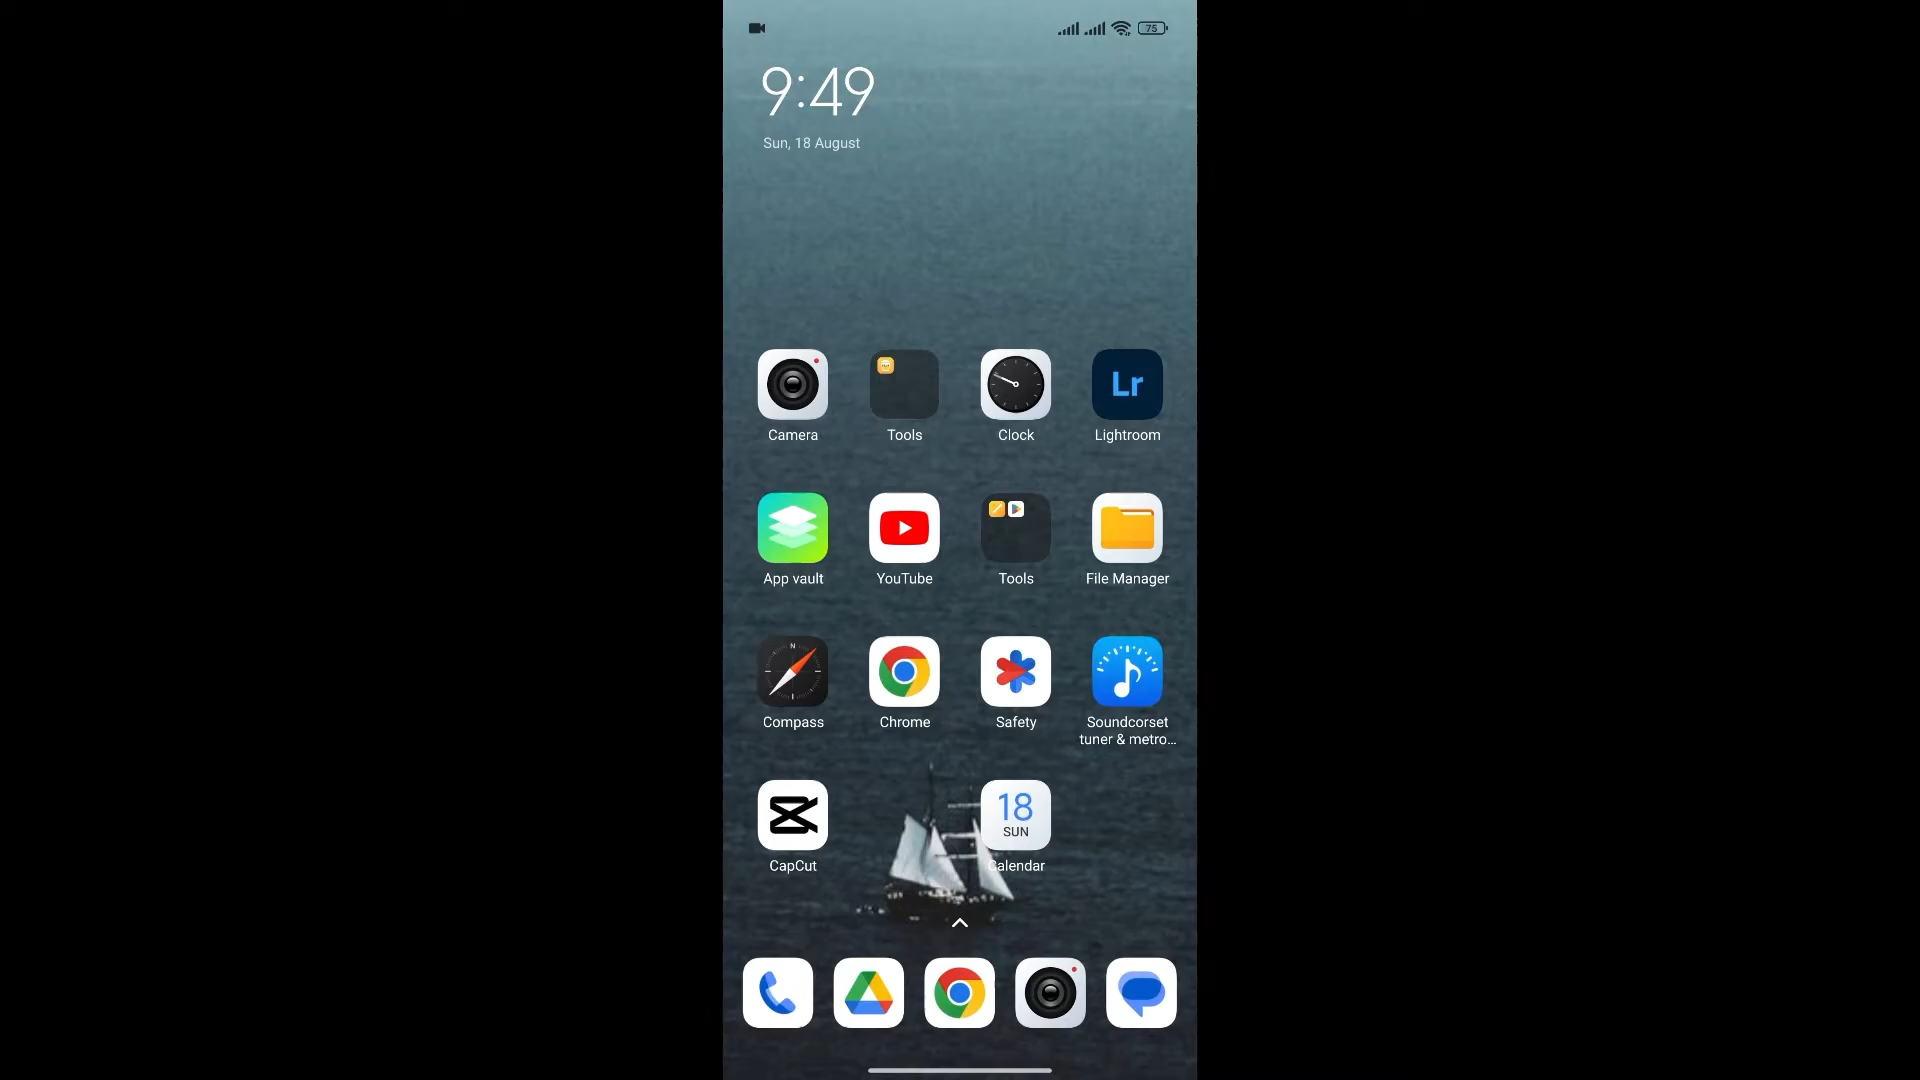 75
9:49
Sun, 18 August
Camera
Tools
Clock
Lr
Lightroom
App vault
YouTube
Tools
File Manager
N
Compass
Chrome
Safety
Soundcorset
tuner & metro...
18
SUN
CapCut
Calendar